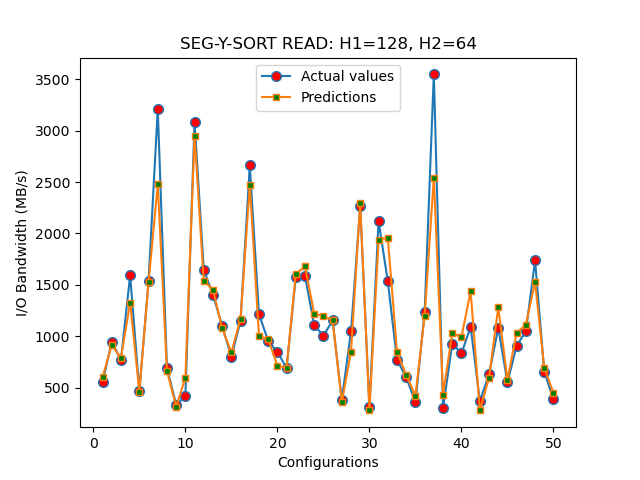 SEG-Y-SORT READ: H1=128, H2=64
Actual values
Predictions
I/O Bandwidth (MB/s)
3500
3000
2500
2000
1500
1000
500
0 10 20 30 40 50
Configurations